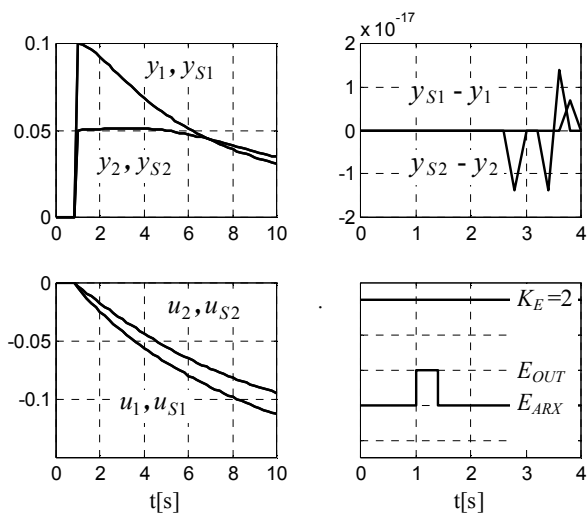 0.1
0.05
0
0 2 4 6 8 10
y1, yS1
y2, yS2
x 10^-17
2
1
0
-1
-2
0 1 2 3 4
yS1 - y1
yS2 - y2
0
-0.05
-0.1
0 2 4 6 8 10
u2, uS2
u1, uS1
t[s]
KE=2
EOUT
EARX
0 1 2 3 4
t[s]